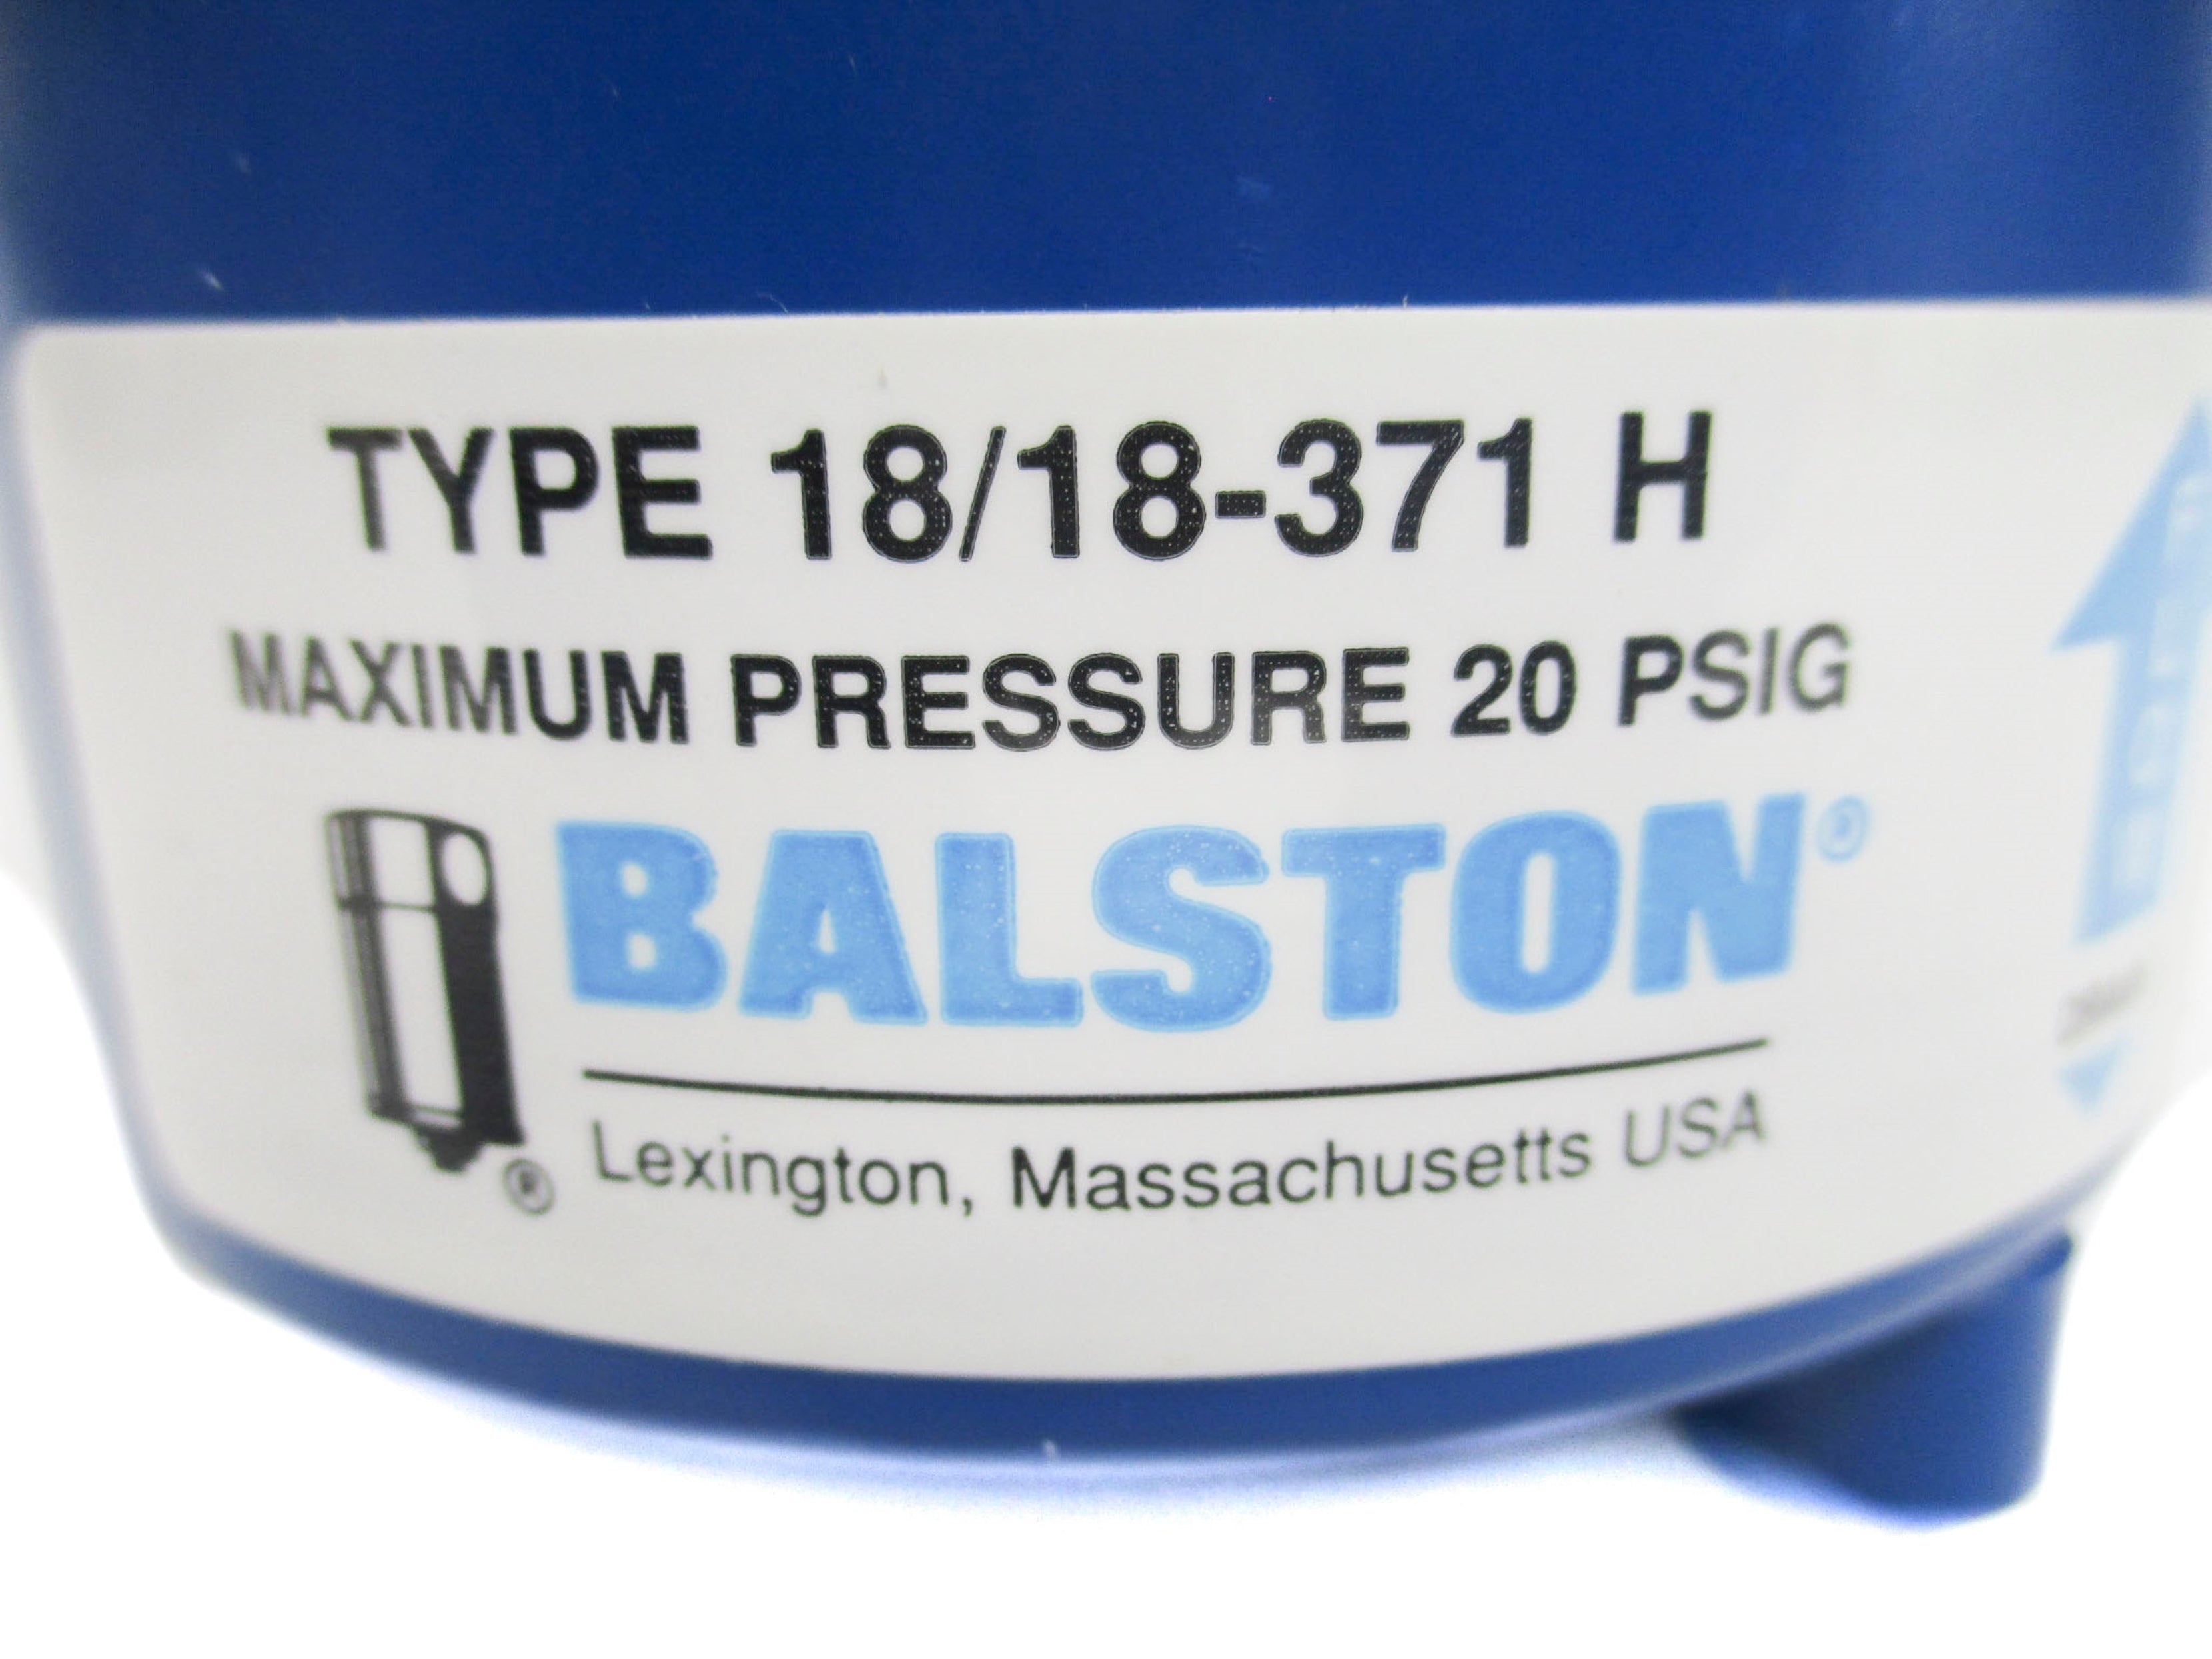 TYPE 18/18-371 H
MAXIMUM PRESSURE 20 PSIG
BALSTON®
®
Lexington, Massachusetts USA